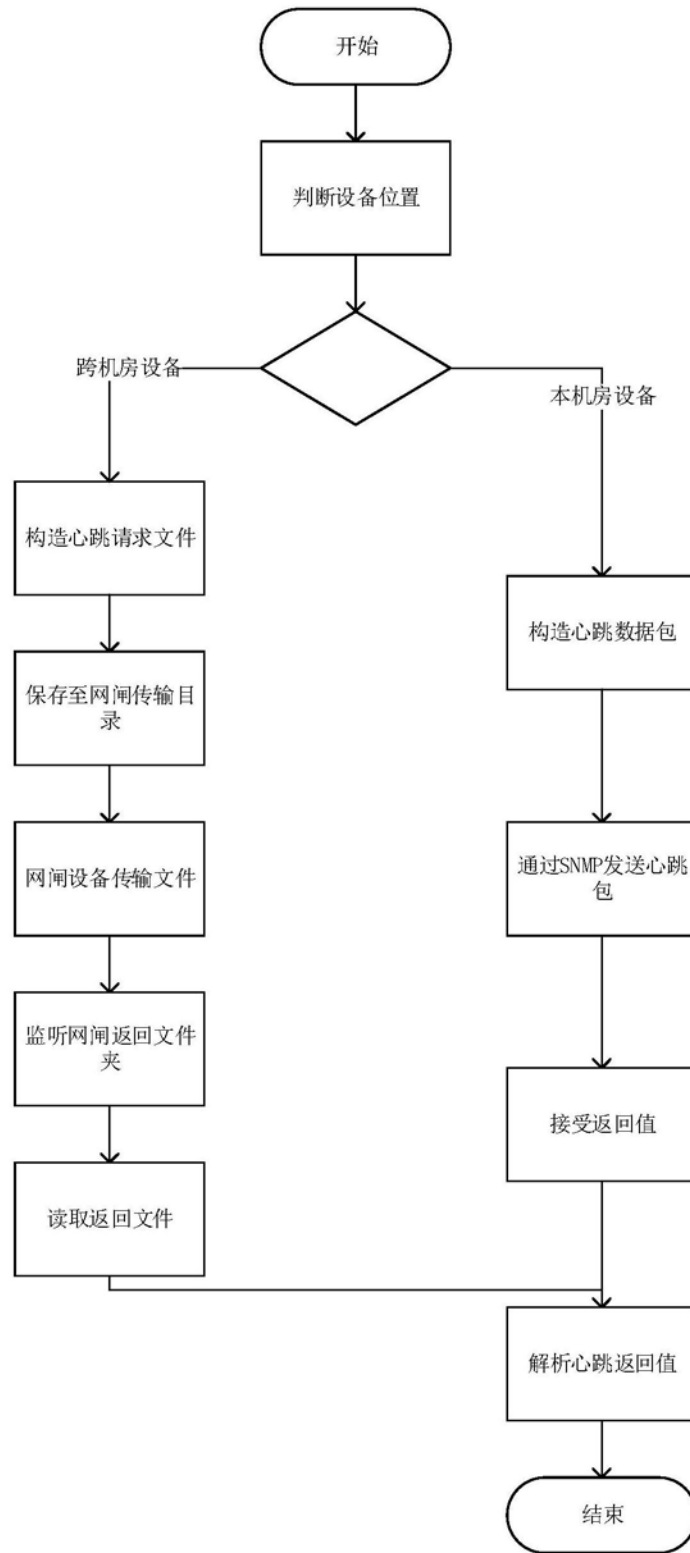 开始
判断设备位置
跨机房设备
本机房设备
构造心跳请求文件
保存至网闸传输目
录
网闸设备传输文件
监听网闸返回文件
夹
读取返回文件
构造心跳数据包
通过SNMP发送心跳
包
接受返回值
解析心跳返回值
结束